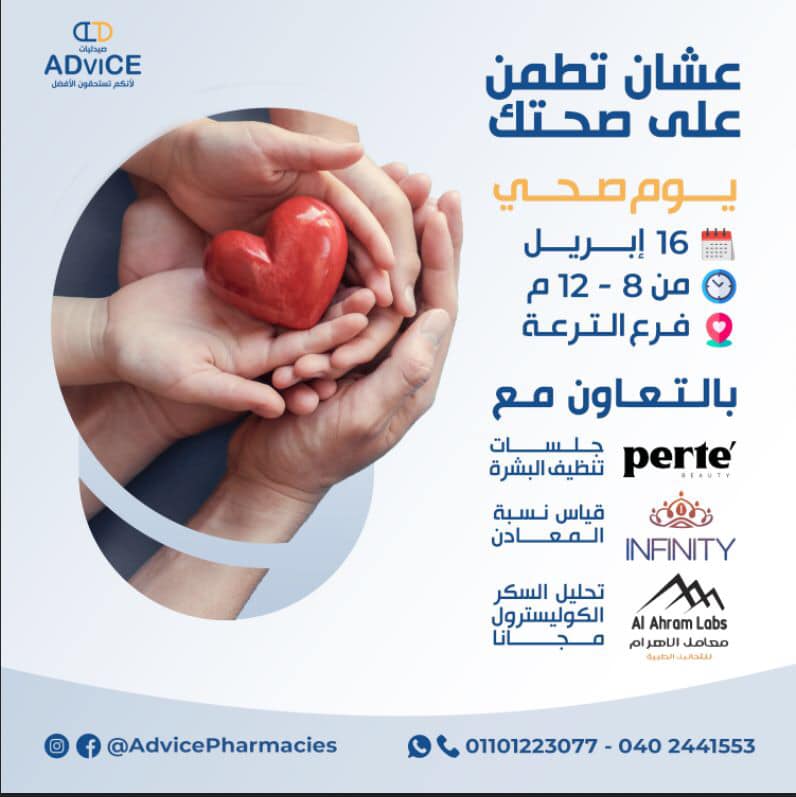 صيدليات
ADVICE
لأنكم تستحقون الأفضل
عشان تطمن
على صحتك
يوم صحي
16 إبريل
من 8 - 12 م
فرع الترعة
بالتعاون مع
perte'
BEAUTY
جلسات
تنظيف البشرة
INFINITY
قياس نسبة
المعادن
Al Ahram Labs
معامل الاهرام
للتحاليل الطبية
تحليل السكر
الكوليسترول
مجانا
@AdvicePharmacies
01101223077 - 040 2441553